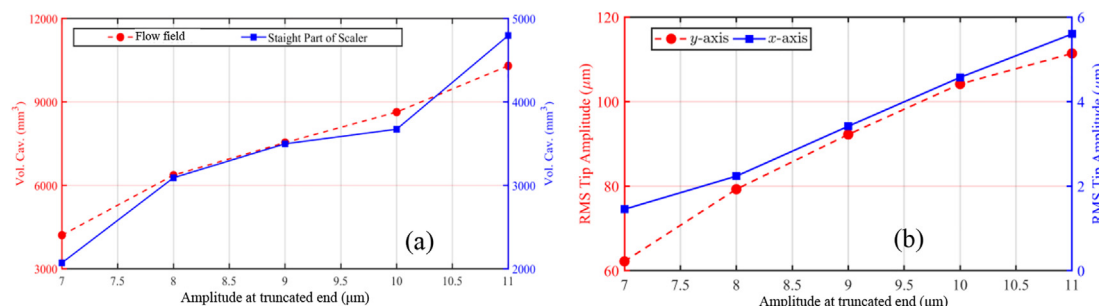 12000
9000
6000
3000
Vol. Cav. (mm³)
Flow field
Staight Part of Scaler
5000
4000
3000
2000
Vol. Cav. (mm³)
(a)
7 7.5 8 8.5 9 9.5 10 10.5 11
Amplitude at truncated end (μm)
120
100
80
60
RMS Tip Amplitude (μm)
y-axis
x-axis
6
4
2
0
RMS Tip Amplitude (μm)
(b)
7 7.5 8 8.5 9 9.5 10 10.5 11
Amplitude at truncated end (μm)